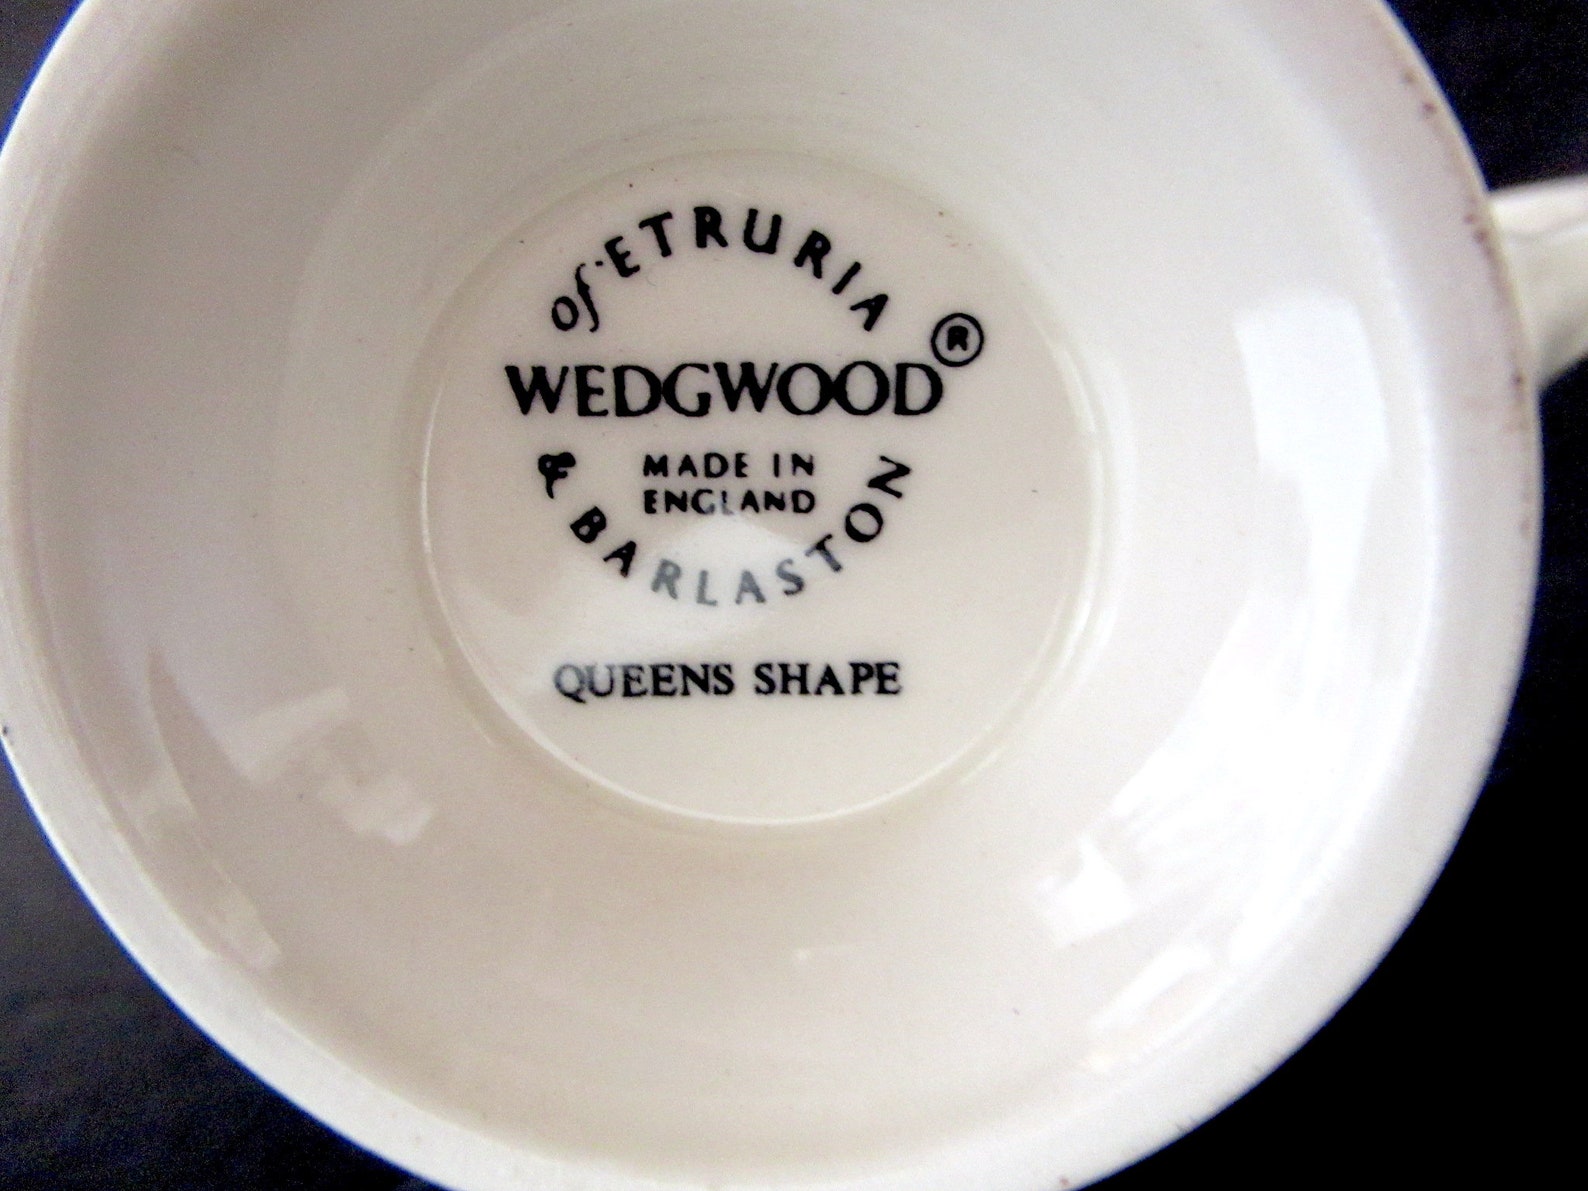 of ETRURIA
WEDGWOOD®
MADE IN
ENGLAND
& BARLASTON
QUEENS SHAPE